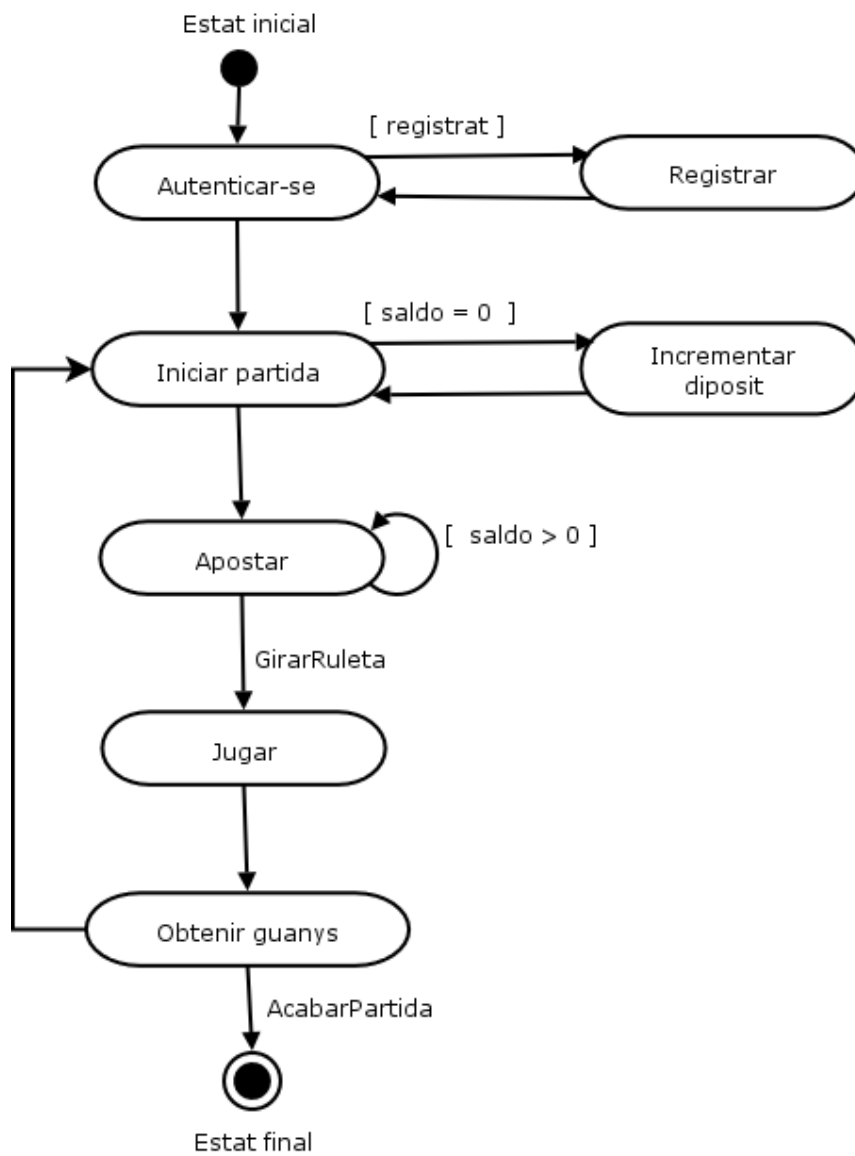 Estat inicial
[ registrat ]
Autenticar-se
Registrar
[ saldo = 0 ]
Iniciar partida
Incrementar
diposit
[ saldo > 0 ]
Apostar
GirarRuleta
Jugar
Obtenir guanys
AcabarPartida
Estat final